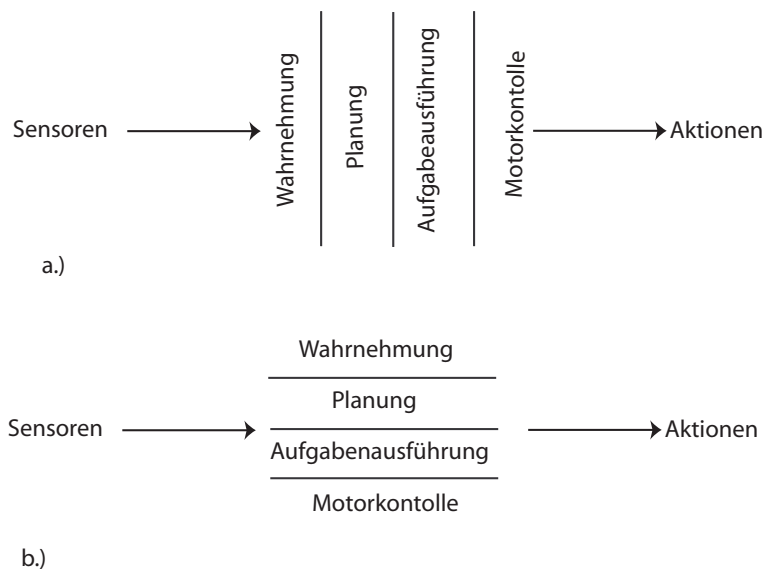 Sensoren
Wahrnehmung
Planung
Aufgabeausführung
Motorkontolle
Aktionen
a.)
Wahrnehmung
Planung
Sensoren
Aktionen
Aufgabenausführung
Motorkontolle
b.)